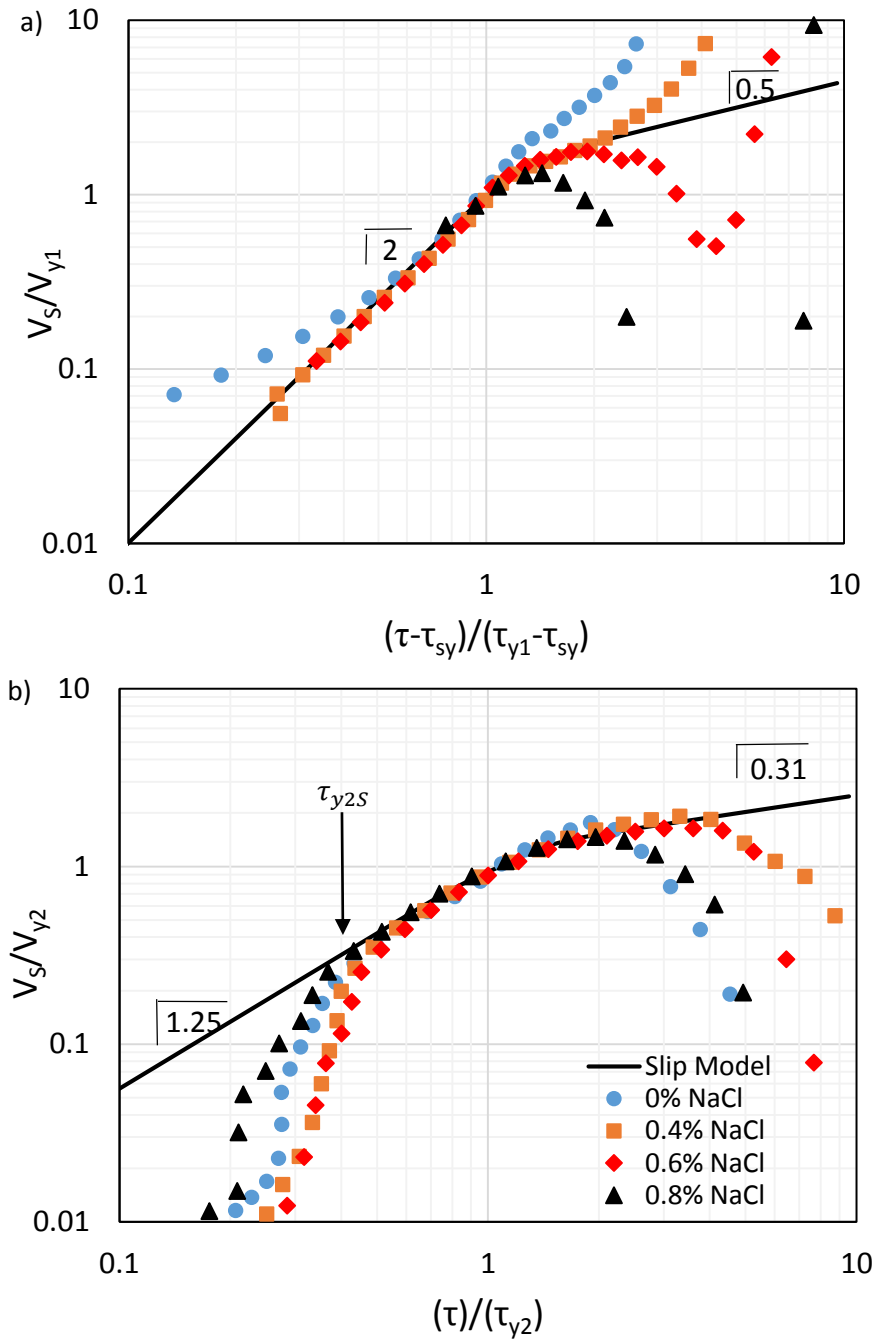 a)
10
1
0.1
0.01
0.1
1
10
V_S/V_y1
(τ-τ_sy)/(τ_y1-τ_sy)
2
0.5
b)
10
1
0.1
0.01
0.1
1
10
V_S/V_y2
(τ)/(τ_y2)
τ_y2S
1.25
0.31
Slip Model
0% NaCl
0.4% NaCl
0.6% NaCl
0.8% NaCl